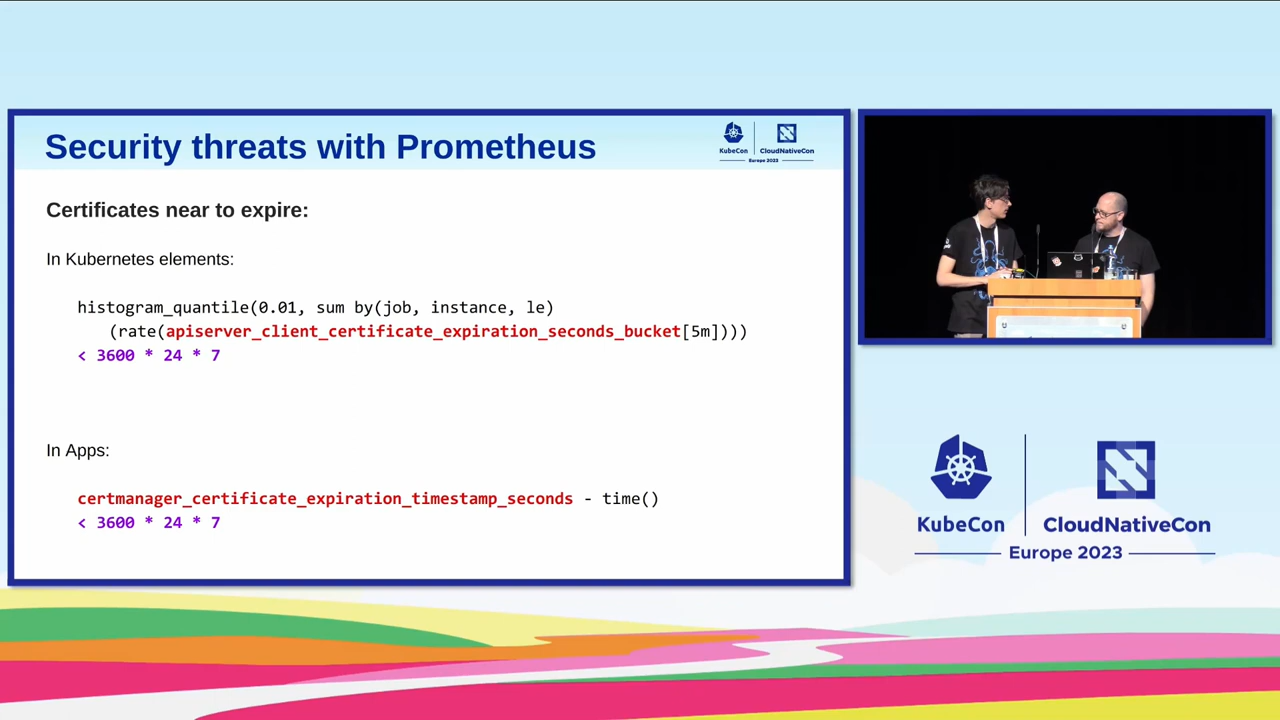 Security threats with Prometheus
KubeCon
CloudNativeCon
Europe 2023
Certificates near to expire:
In Kubernetes elements:
histogram_quantile(0.01, sum by(job, instance, le)
(rate(apiserver_client_certificate_expiration_seconds_bucket[5m])))
< 3600 * 24 * 7
In Apps:
certmanager_certificate_expiration_timestamp_seconds - time()
< 3600 * 24 * 7
KubeCon
CloudNativeCon
Europe 2023